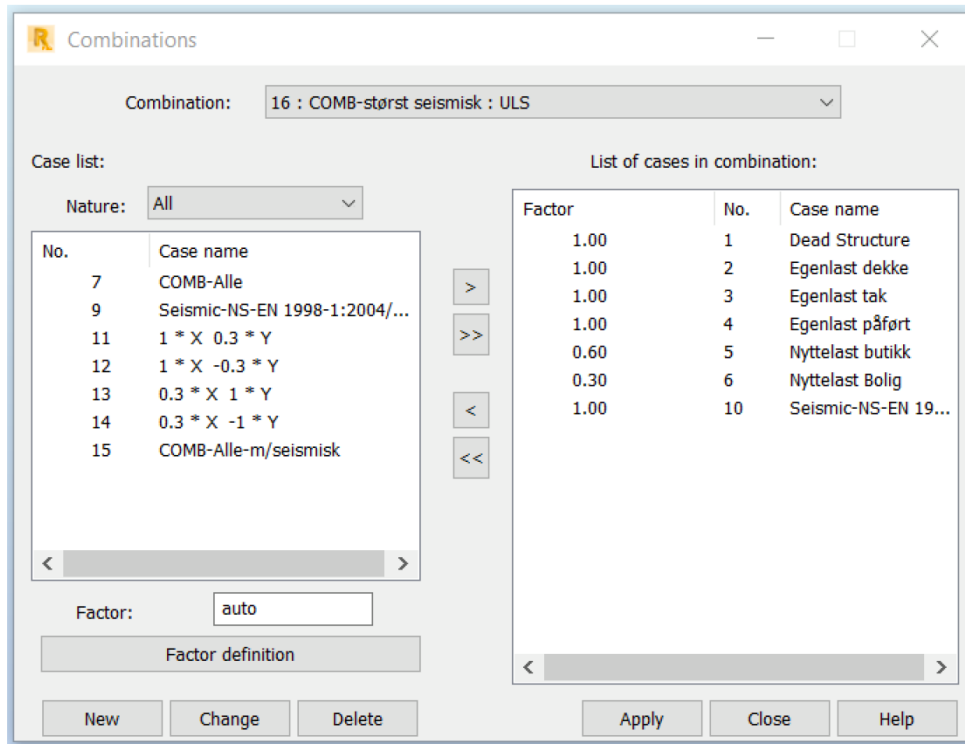 Combinations
Combination: 16 : COMB-størst seismisk : ULS
Case list:
Nature: All
No. Case name
7 COMB-Alle
9 Seismic-NS-EN 1998-1:2004/...
11 1 * X 0.3 * Y
12 1 * X -0.3 * Y
13 0.3 * X 1 * Y
14 0.3 * X -1 * Y
15 COMB-Alle-m/seismisk
>
>>
<
<<
List of cases in combination:
Factor No. Case name
1.00 1 Dead Structure
1.00 2 Egenlast dekke
1.00 3 Egenlast tak
1.00 4 Egenlast påført
0.60 5 Nyttelast butikk
0.30 6 Nyttelast Bolig
1.00 10 Seismic-NS-EN 19...
Factor: auto
Factor definition
New Change Delete
Apply Close Help